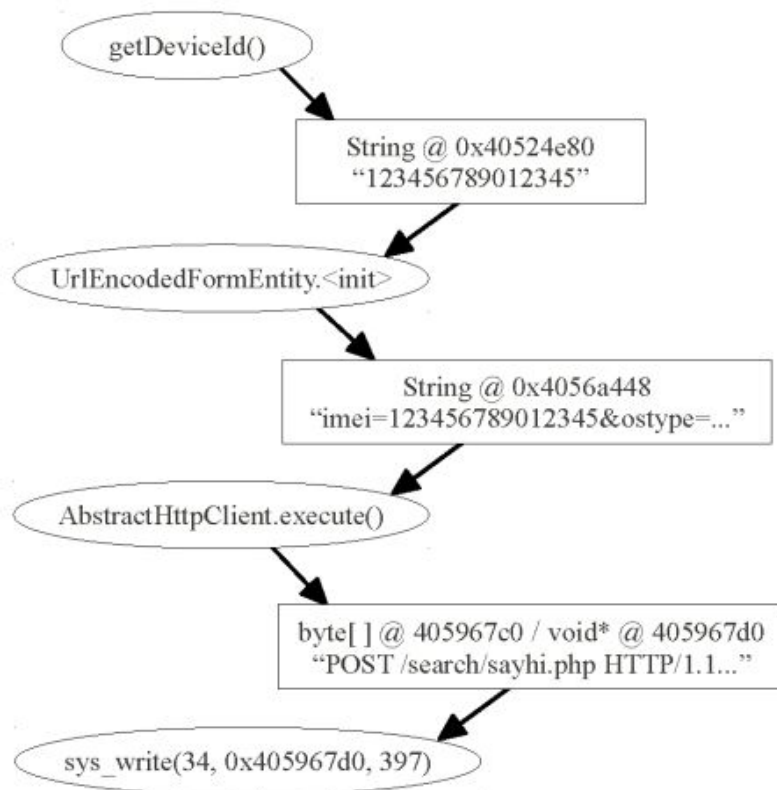 getDeviceId()
String @ 0x40524e80
“123456789012345”
UrlEncodedFormEntity.<init>
String @ 0x4056a448
“imei=123456789012345&ostype=...”
AbstractHttpClient.execute()
byte[ ] @ 405967c0 / void* @ 405967d0
“POST /search/sayhi.php HTTP/1.1...”
sys_write(34, 0x405967d0, 397)